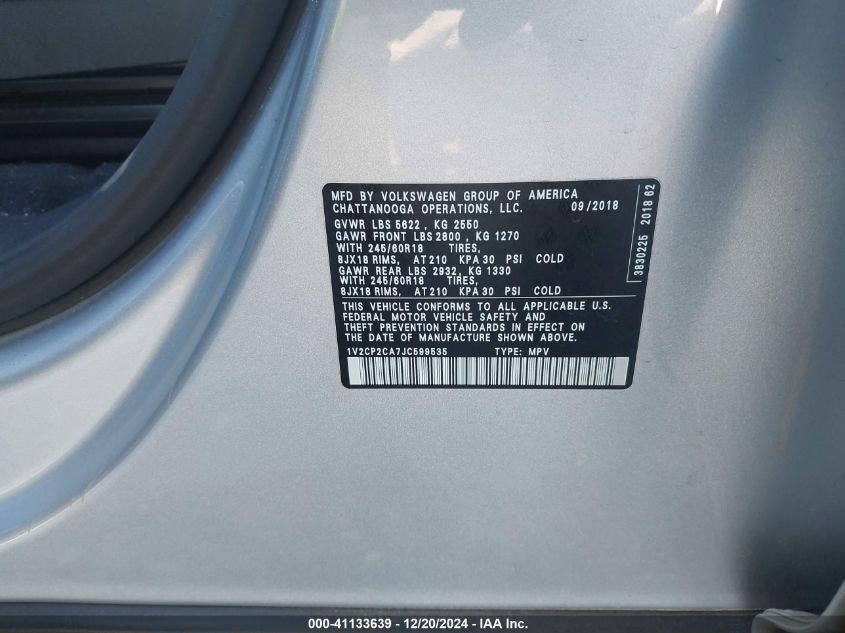 MFD BY VOLKSWAGEN GROUP OF AMERICA
CHATTANOOGA OPERATIONS, LLC. 09/2018
GVWR LBS 5622 , KG 2550
GAWR FRONT LBS 2800 , KG 1270
WITH 245/60R18 TIRES,
8JX18 RIMS, AT 210 KPA 30 PSI COLD
GAWR REAR LBS 2932, KG 1330
WITH 245/60R18 TIRES,
8JX18 RIMS, AT 210 KPA 30 PSI COLD
THIS VEHICLE CONFORMS TO ALL APPLICABLE U.S.
FEDERAL MOTOR VEHICLE SAFETY AND
THEFT PREVENTION STANDARDS IN EFFECT ON
THE DATE OF MANUFACTURE SHOWN ABOVE.
1V2CP2CA7JC599535 TYPE: MPV
3830225 2018 62
000-41133639 - 12/20/2024 - IAA Inc.